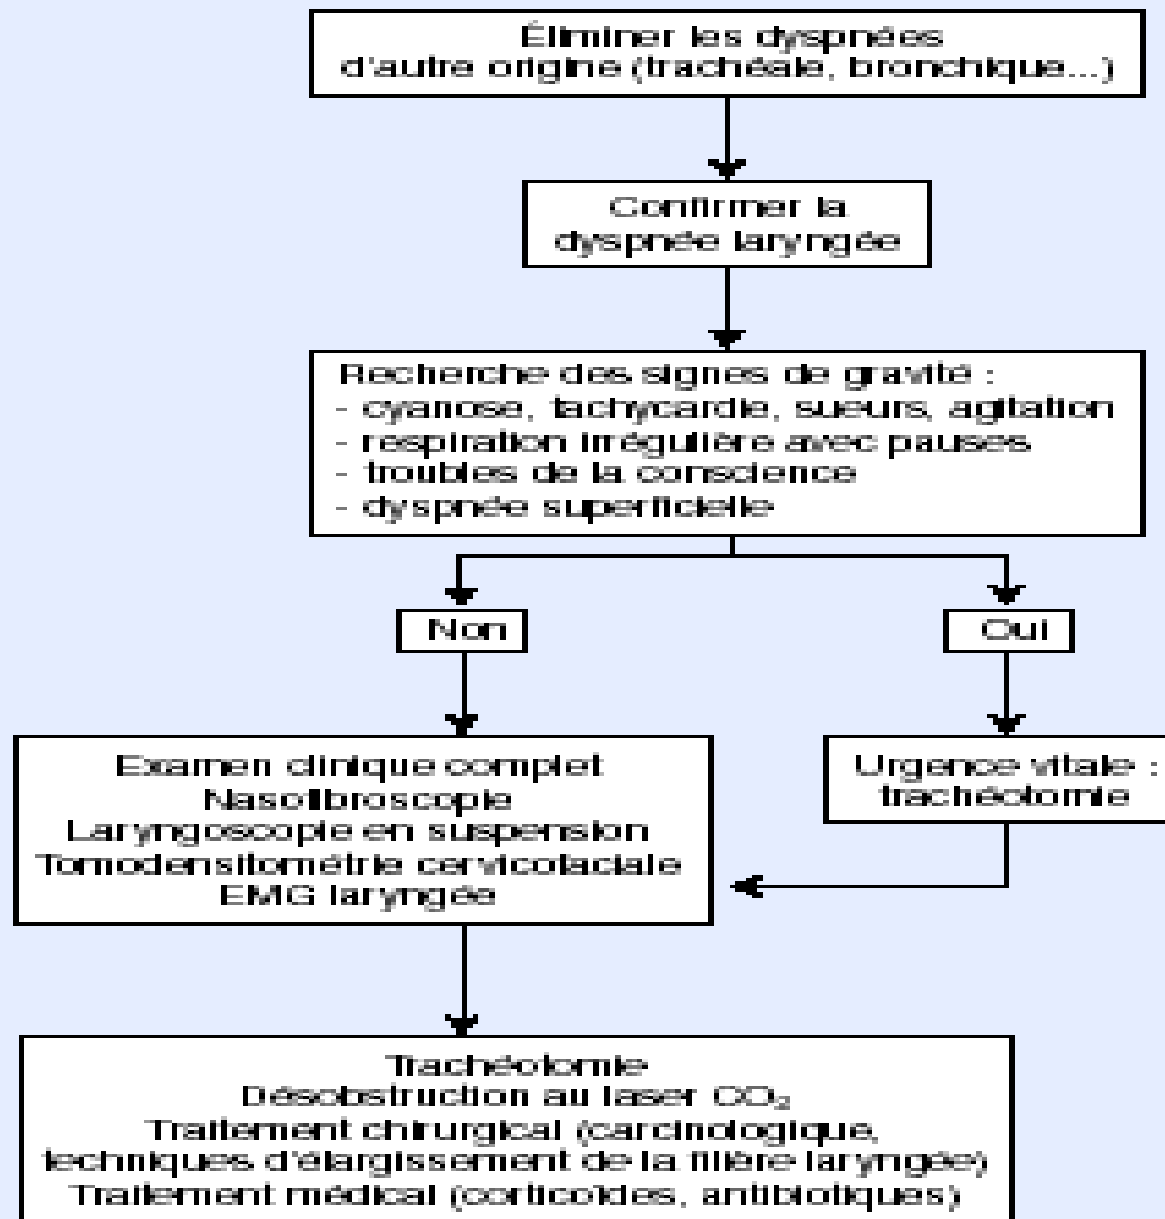 Éliminer les dyspnées
d'autre origine (trachéale, bronchique...)
Confirmer la
dyspnée laryngée
Recherche des signes de gravité :
- cyanose, tachycardie, sueurs, agitation
- respiration irrégulière avec pauses
- troubles de la conscience
- dyspnée superficielle
Non
Oui
Examen clinique complet
Nasofibroscopie
Laryngoscopie en suspension
Tomodensitométrie cervicofaciale
EMG laryngée
Urgence vitale :
trachéotomie
Trachéotomie
Désobstruction au laser CO₂
Traitement chirurgical (carcinologique,
techniques d'élargissement de la filière laryngée)
Traitement médical (corticoïdes, antibiotiques)